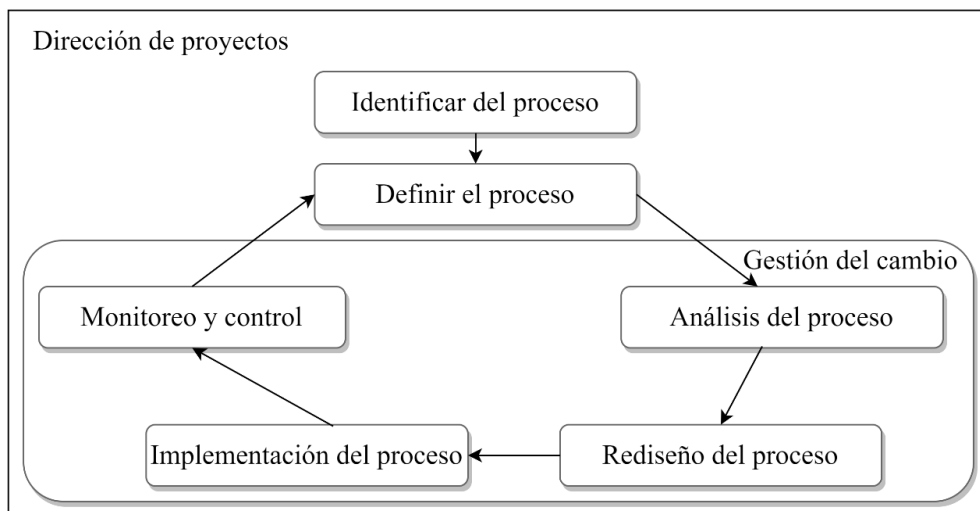 Dirección de proyectos
Identificar del proceso
Definir el proceso
Gestión del cambio
Monitoreo y control
Análisis del proceso
Implementación del proceso
Rediseño del proceso